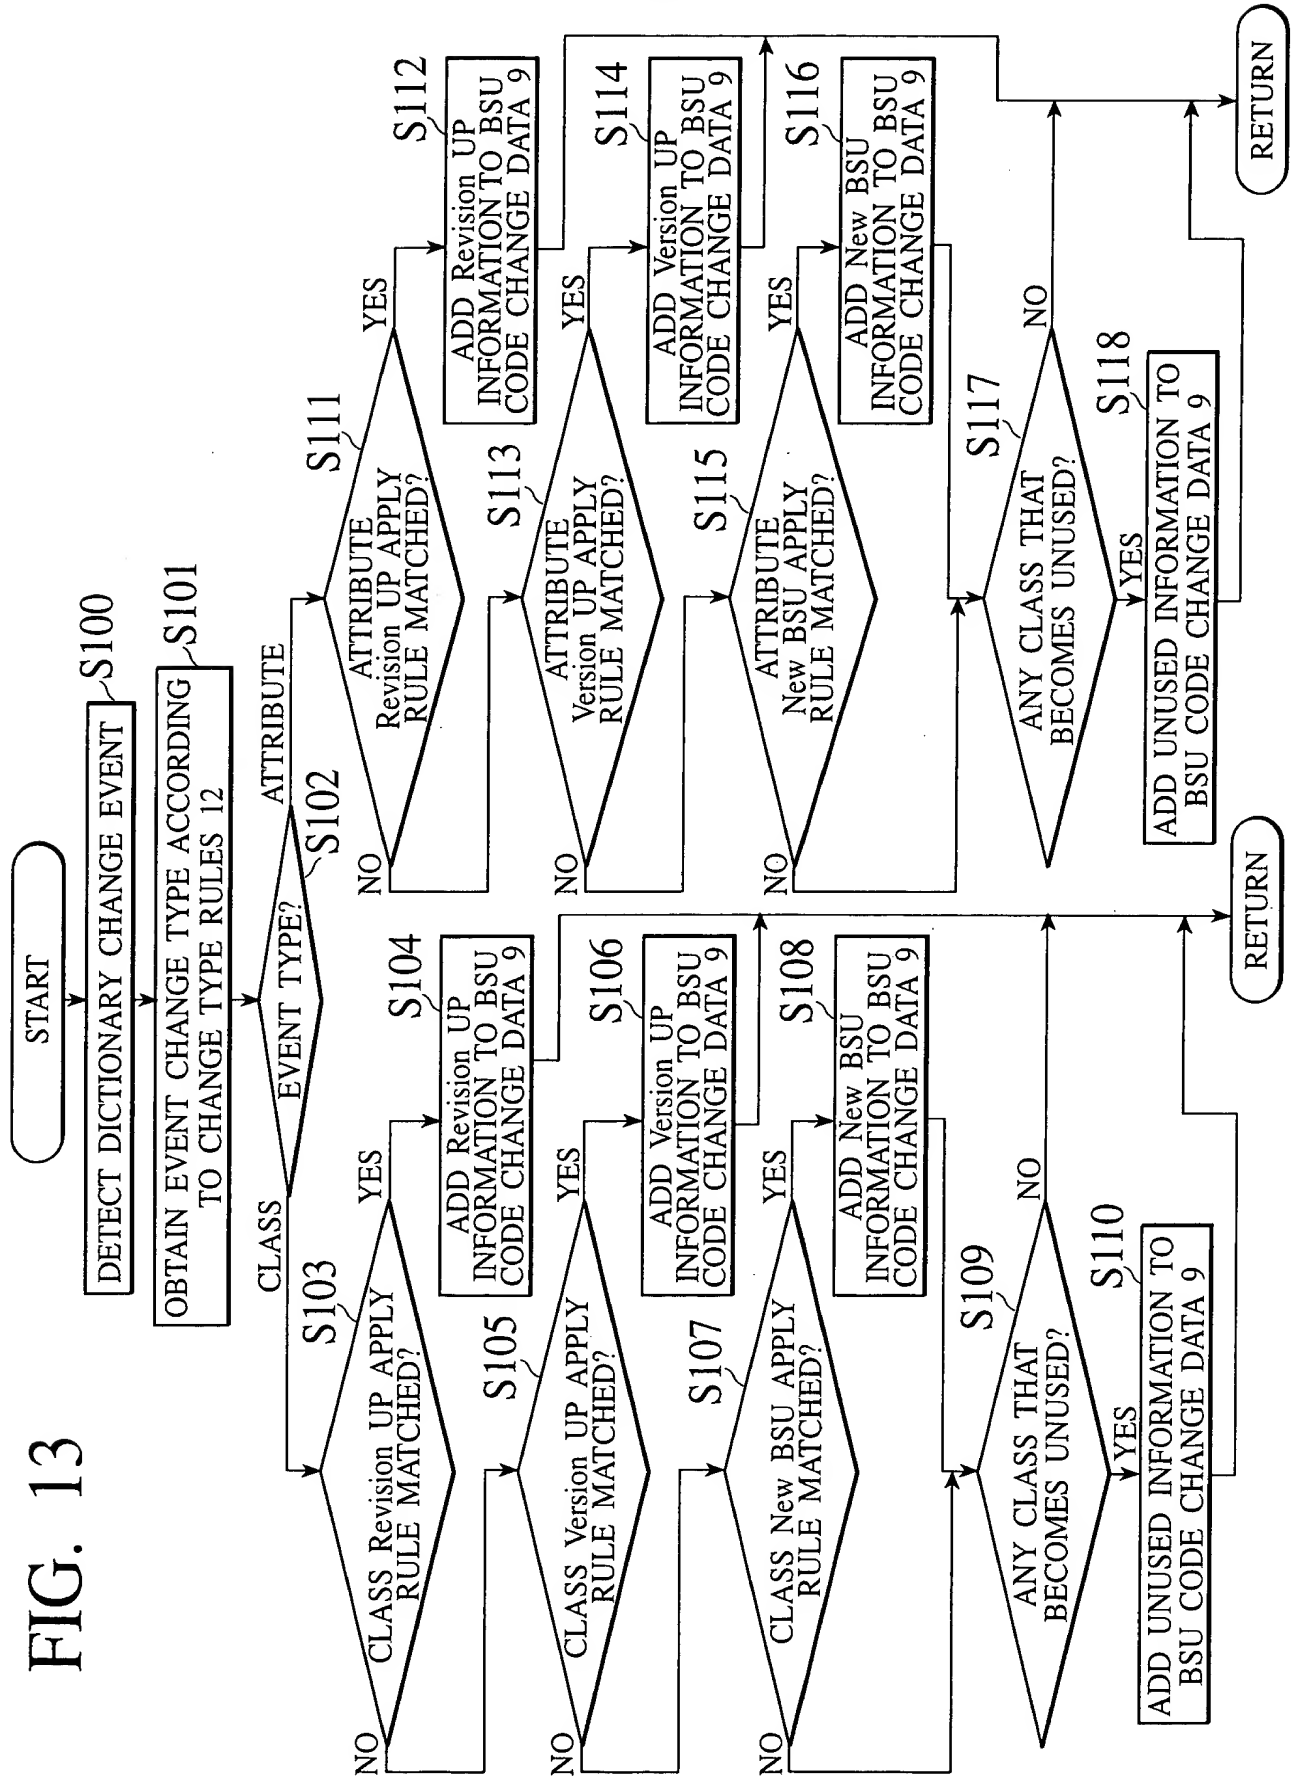 FIG. 13
START
DETECT DICTIONARY CHANGE EVENT
S100
OBTAIN EVENT CHANGE TYPE ACCORDING
TO CHANGE TYPE RULES 12
S101
EVENT TYPE?
S102
CLASS
ATTRIBUTE
CLASS Revision UP APPLY
RULE MATCHED?
S103
YES
NO
ADD Revision UP
INFORMATION TO BSU
CODE CHANGE DATA 9
S104
CLASS Version UP APPLY
RULE MATCHED?
S105
YES
NO
ADD Version UP
INFORMATION TO BSU
CODE CHANGE DATA 9
S106
CLASS New BSU APPLY
RULE MATCHED?
S107
YES
NO
ADD New BSU
INFORMATION TO BSU
CODE CHANGE DATA 9
S108
ANY CLASS THAT
BECOMES UNUSED?
S109
NO
YES
ADD UNUSED INFORMATION TO
BSU CODE CHANGE DATA 9
S110
RETURN
ATTRIBUTE
Revision UP APPLY
RULE MATCHED?
S111
YES
NO
ADD Revision UP
INFORMATION TO BSU
CODE CHANGE DATA 9
S112
ATTRIBUTE
Version UP APPLY
RULE MATCHED?
S113
YES
NO
ADD Version UP
INFORMATION TO BSU
CODE CHANGE DATA 9
S114
ATTRIBUTE
New BSU APPLY
RULE MATCHED?
S115
YES
NO
ADD New BSU
INFORMATION TO BSU
CODE CHANGE DATA 9
S116
ANY CLASS THAT
BECOMES UNUSED?
S117
NO
YES
ADD UNUSED INFORMATION TO
BSU CODE CHANGE DATA 9
S118
RETURN